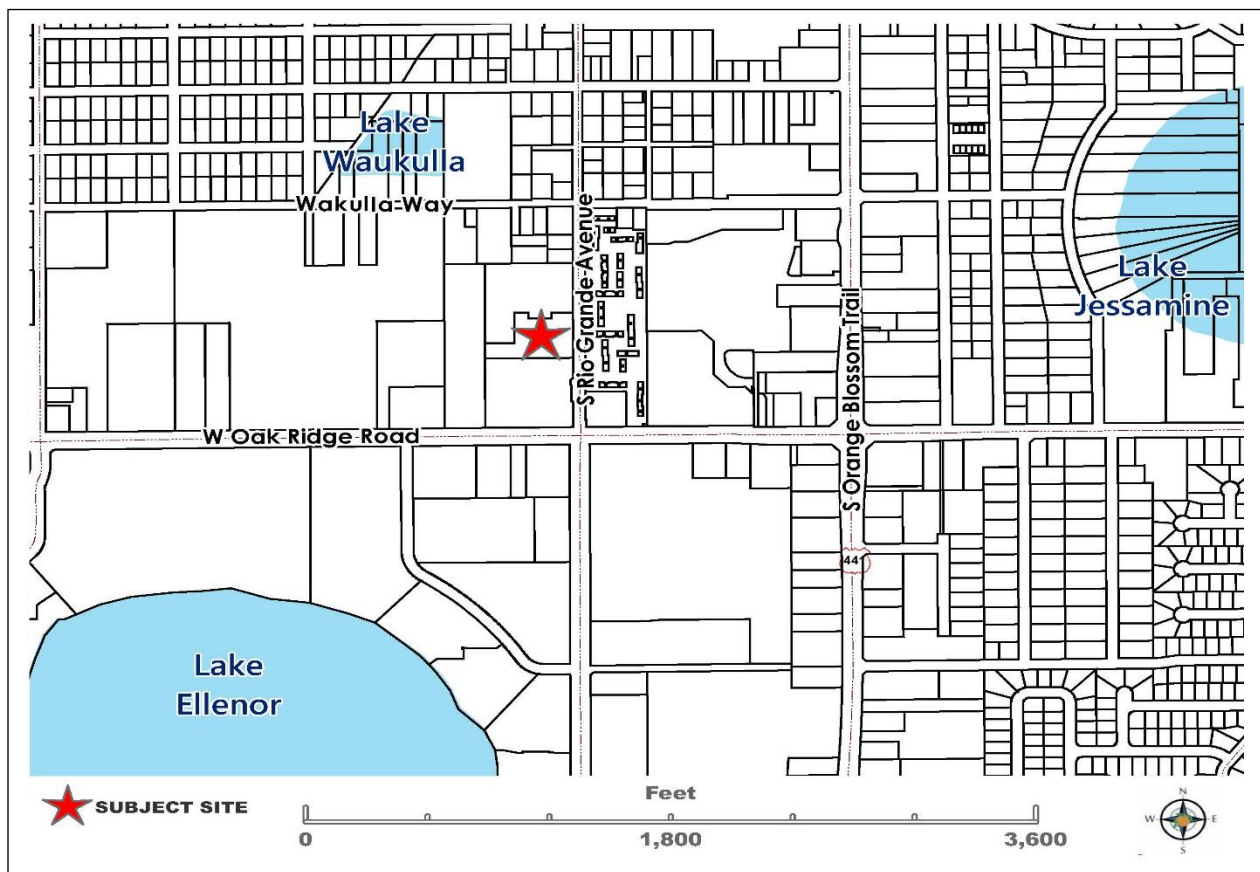 Lake
Waukulla
Wakulla Way
S Rio Grande Avenue
Lake
Jessamine
S Orange Blossom Trail
W Oak Ridge Road
441
Lake
Ellenor
SUBJECT SITE
Feet
0
1,800
3,600
N
W
E
S